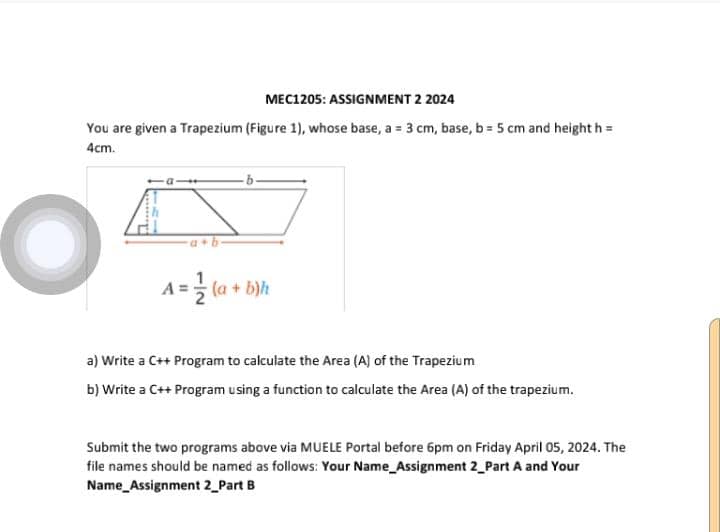 MEC1205: ASSIGNMENT 2 2024
You are given a Trapezium (Figure 1), whose base, a = 3 cm, base, b = 5 cm and height h =
4cm.
a b
h
a + b
A = 1/2 (a + b)h
a) Write a C++ Program to calculate the Area (A) of the Trapezium
b) Write a C++ Program using a function to calculate the Area (A) of the trapezium.
Submit the two programs above via MUELE Portal before 6pm on Friday April 05, 2024. The
file names should be named as follows: Your Name_Assignment 2_Part A and Your
Name_Assignment 2_Part B